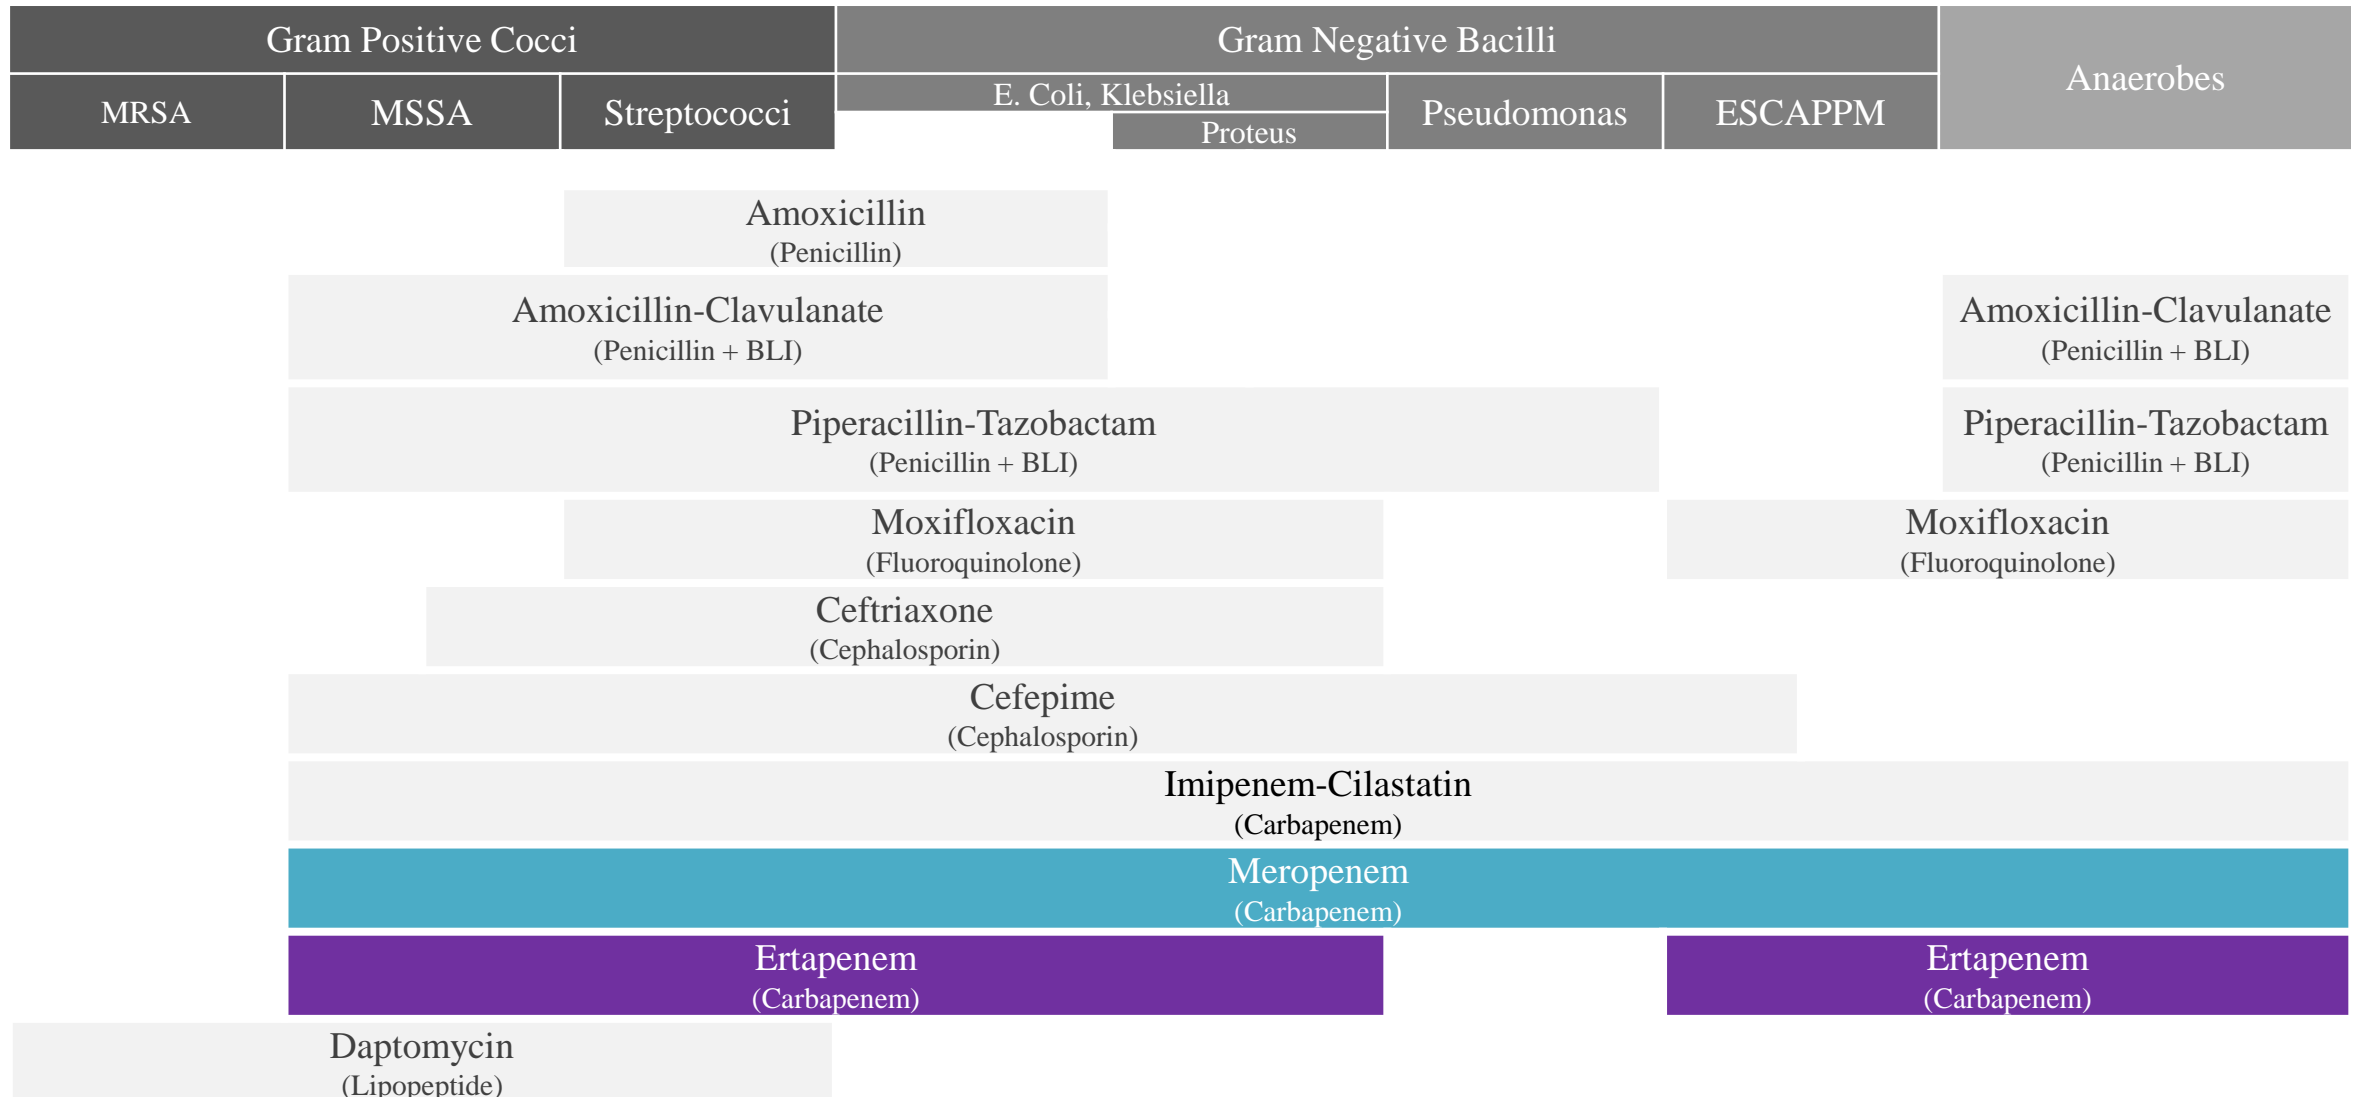 Gram Positive Cocci
Gram Negative Bacilli
Anaerobes
MRSA
MSSA
Streptococci
E. Coli, Klebsiella
Proteus
Pseudomonas
ESCAPPM
Amoxicillin
(Penicillin)
Amoxicillin-Clavulanate
(Penicillin + BLI)
Amoxicillin-Clavulanate
(Penicillin + BLI)
Piperacillin-Tazobactam
(Penicillin + BLI)
Piperacillin-Tazobactam
(Penicillin + BLI)
Moxifloxacin
(Fluoroquinolone)
Moxifloxacin
(Fluoroquinolone)
Ceftriaxone
(Cephalosporin)
Cefepime
(Cephalosporin)
Imipenem-Cilastatin
(Carbapenem)
Meropenem
(Carbapenem)
Ertapenem
(Carbapenem)
Ertapenem
(Carbapenem)
Daptomycin
(Lipopeptide)